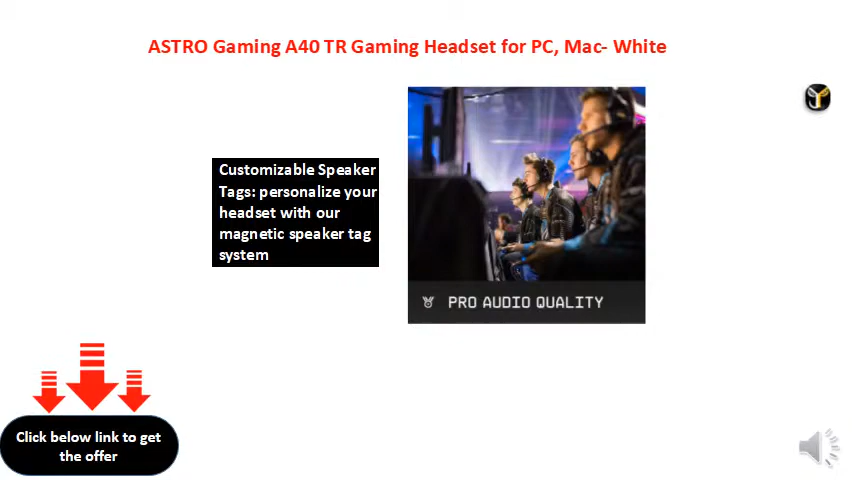 ASTRO Gaming A40 TR Gaming Headset for PC, Mac- White
Customizable Speaker
Tags: personalize your
headset with our
magnetic speaker tag
system
PRO AUDIO QUALITY
Click below link to get
the offer